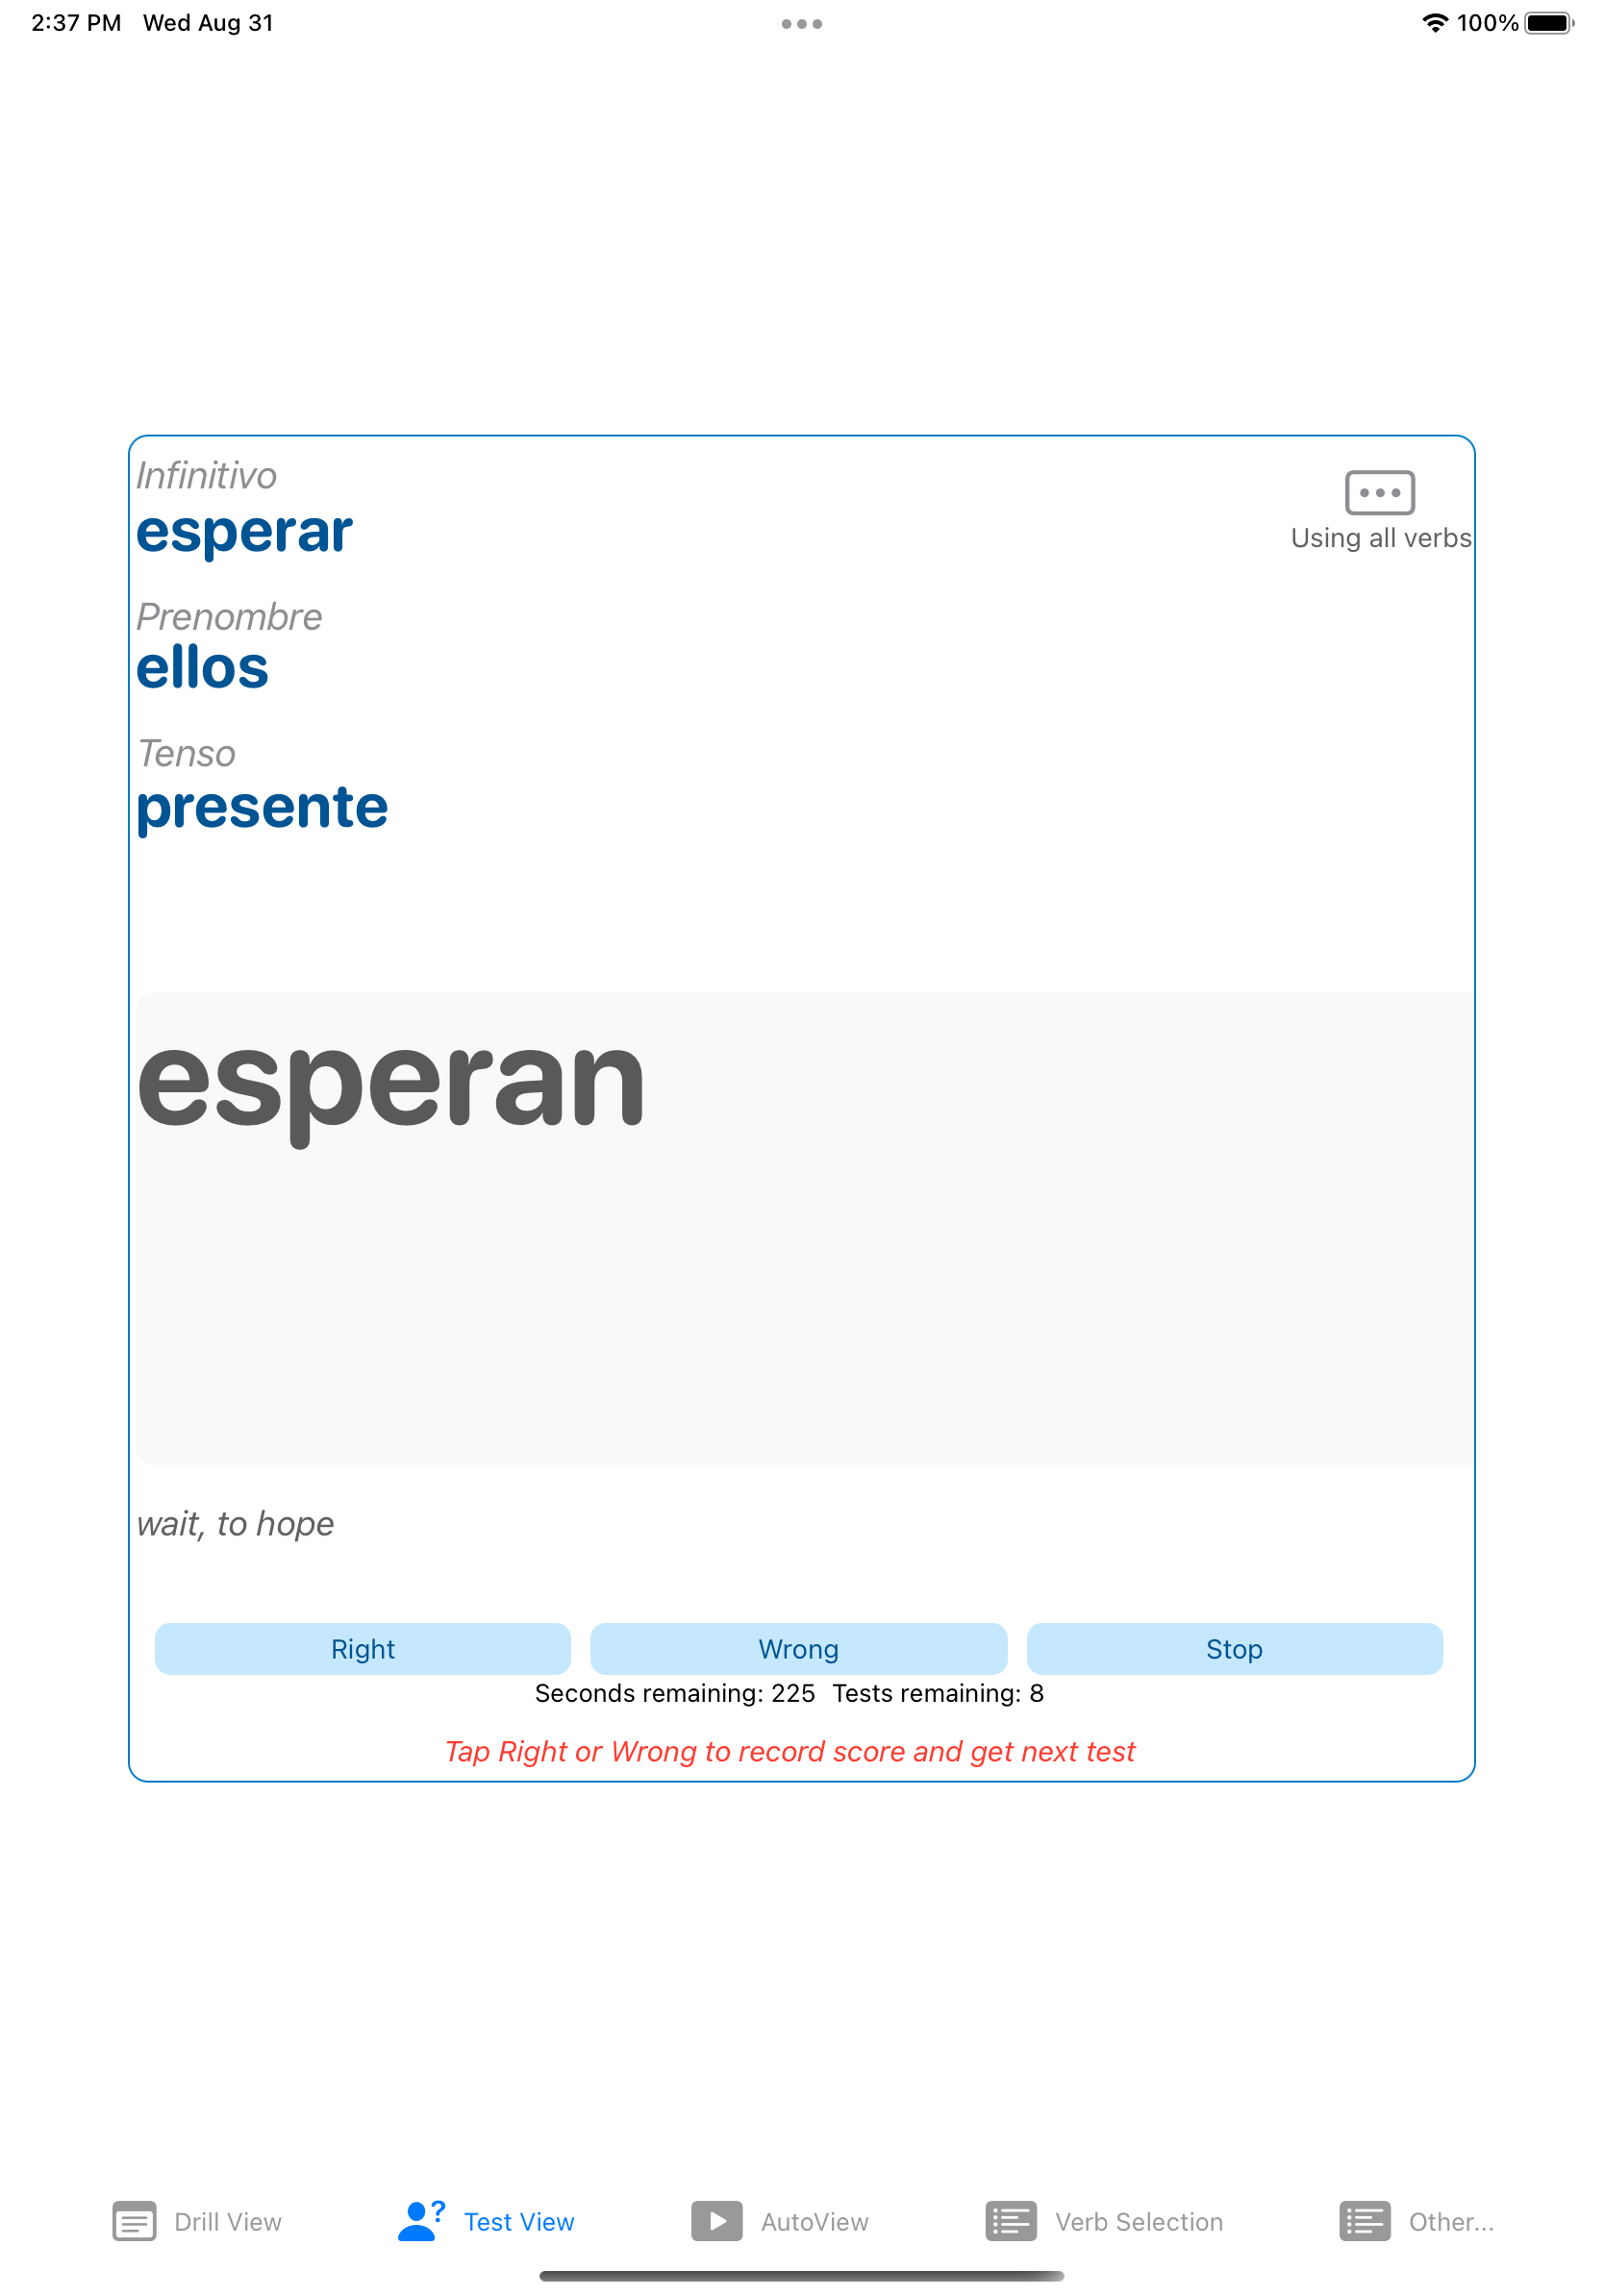 2:37 PM Wed Aug 31
100%
Infinitivo
esperar
Using all verbs
Prenombre
ellos
Tenso
presente
esperan
wait, to hope
Right
Wrong
Stop
Seconds remaining: 225 Tests remaining: 8
Tap Right or Wrong to record score and get next test
Drill View
Test View
AutoView
Verb Selection
Other...